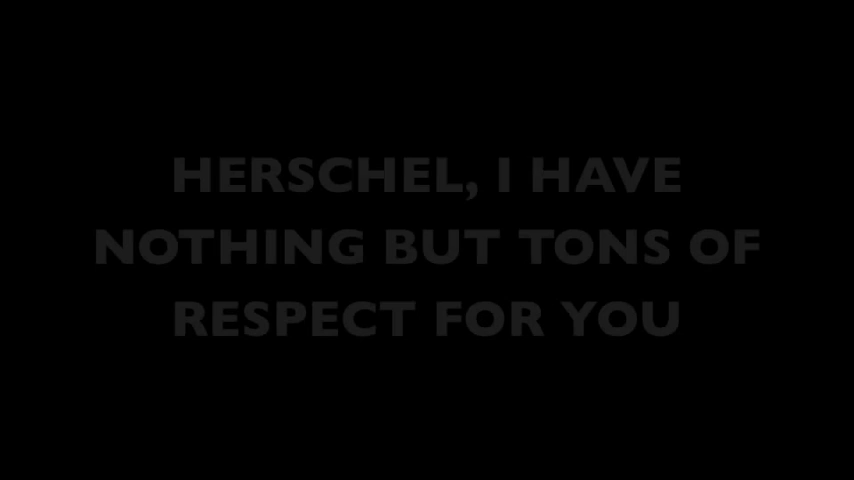 HERSCHEL, I HAVE
NOTHING BUT TONS OF
RESPECT FOR YOU